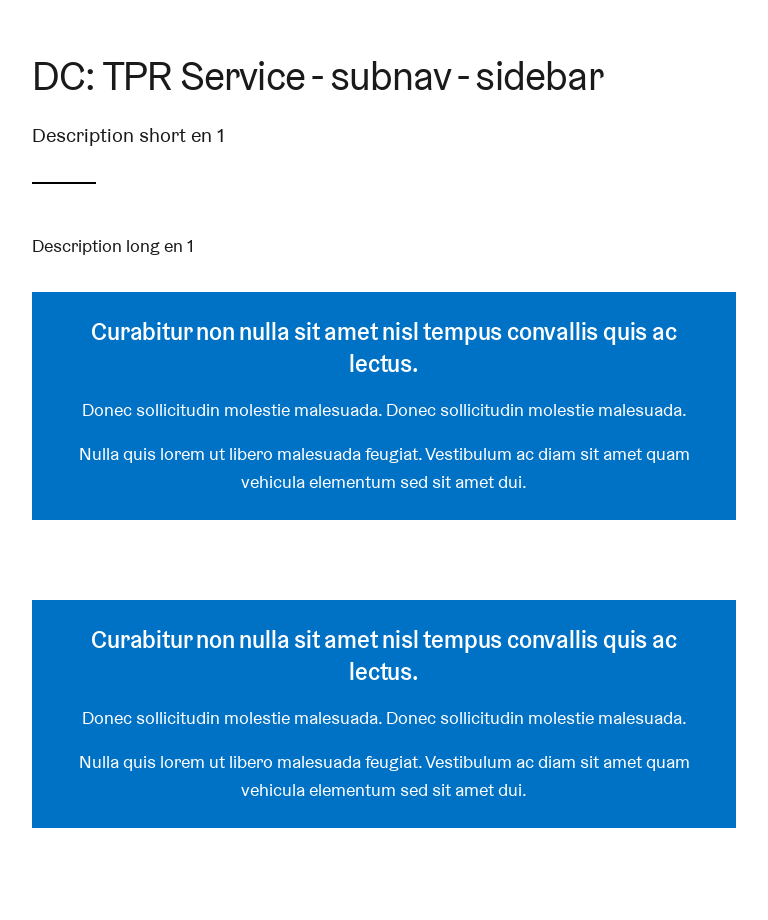 DC: TPR Service - subnav - sidebar
Description short en 1
Description long en 1
Curabitur non nulla sit amet nisl tempus convallis quis ac
lectus.
Donec sollicitudin molestie malesuada. Donec sollicitudin molestie malesuada.
Nulla quis lorem ut libero malesuada feugiat. Vestibulum ac diam sit amet quam
vehicula elementum sed sit amet dui.
Curabitur non nulla sit amet nisl tempus convallis quis ac
lectus.
Donec sollicitudin molestie malesuada. Donec sollicitudin molestie malesuada.
Nulla quis lorem ut libero malesuada feugiat. Vestibulum ac diam sit amet quam
vehicula elementum sed sit amet dui.